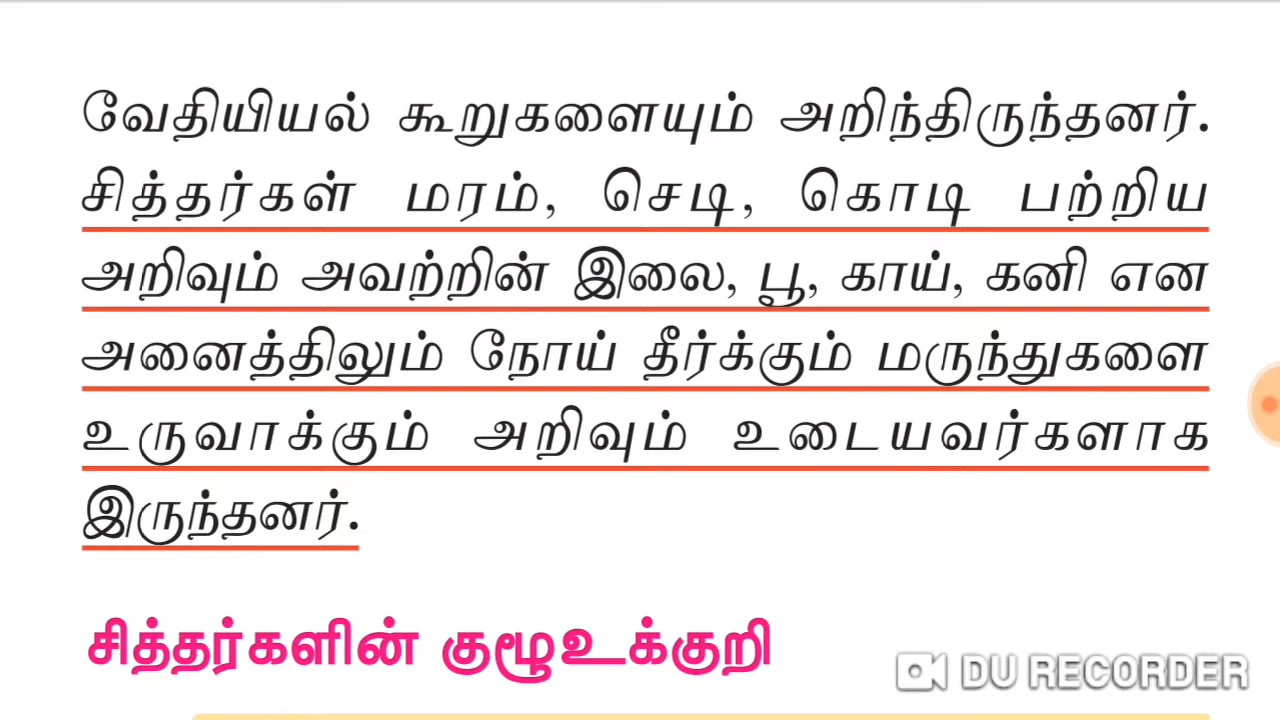 வேதியியல் கூறுகளையும் அறிந்திருந்தனர்.
சித்தர்கள் மரம், செடி, கொடி பற்றிய
அறிவும் அவற்றின் இலை, பூ, காய், கனி என
அனைத்திலும் நோய் தீர்க்கும் மருந்துகளை
உருவாக்கும் அறிவும் உடையவர்களாக
இருந்தனர்.
சித்தர்களின் குழூஉக்குறி
DU RECORDER